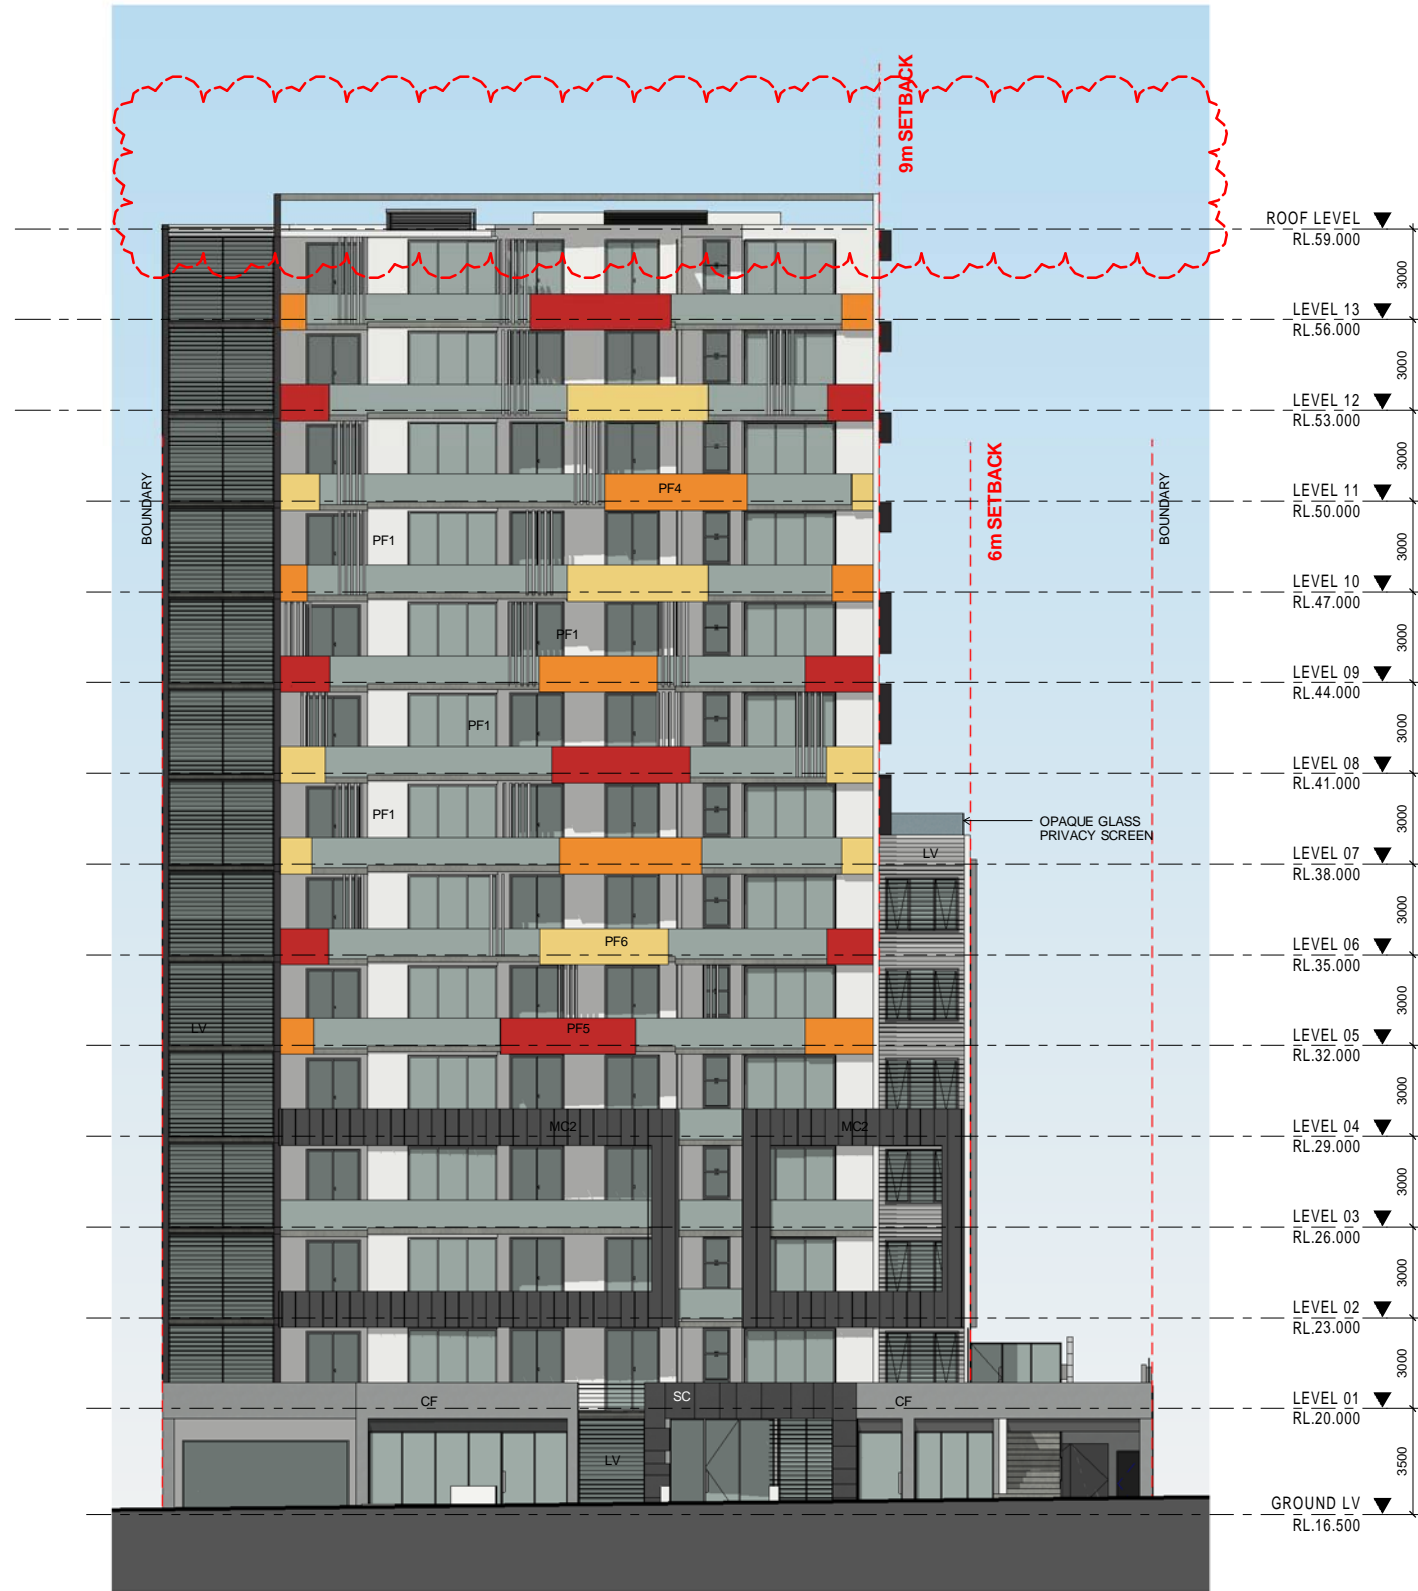 9m SETBACK
ROOF LEVEL
RL.59.000
3000
LEVEL 13
RL.56.000
3000
LEVEL 12
RL.53.000
3000
BOUNDARY
6m SETBACK
BOUNDARY
PF4
LEVEL 11
RL.50.000
3000
PF1
LEVEL 10
RL.47.000
3000
PF1
LEVEL 09
RL.44.000
3000
PF1
LEVEL 08
RL.41.000
3000
PF1
OPAQUE GLASS
PRIVACY SCREEN
LV
LEVEL 07
RL.38.000
3000
PF6
LEVEL 06
RL.35.000
3000
LV
PF5
LEVEL 05
RL.32.000
3000
MC2
MC2
LEVEL 04
RL.29.000
3000
LEVEL 03
RL.26.000
3000
LEVEL 02
RL.23.000
3000
CF
SC
CF
LEVEL 01
RL.20.000
LV
3500
GROUND LV
RL.16.500